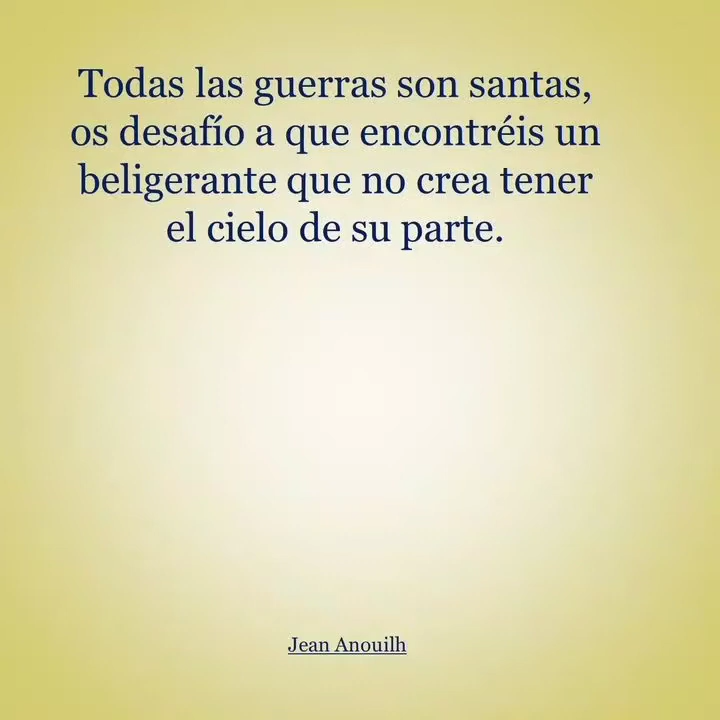 Todas las guerras son santas,
os desafío a que encontréis un
beligerante que no crea tener
el cielo de su parte.
Jean Anouilh